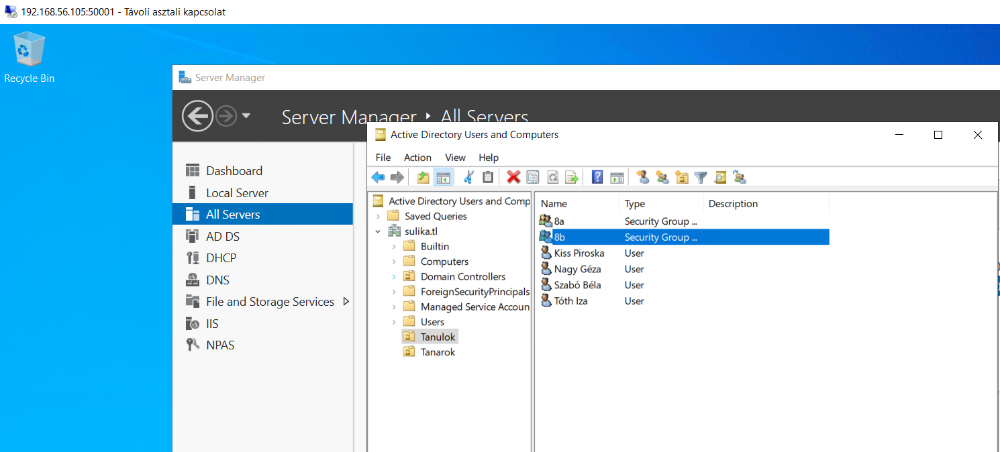 192.168.56.105:50001 - Távoli asztali kapcsolat
Recycle Bin
Server Manager
Server Manager ‣ All Servers
Dashboard
Local Server
All Servers
AD DS
DHCP
DNS
File and Storage Services
IIS
NPAS
Active Directory Users and Computers
File Action View Help
Active Directory Users and Comp
Saved Queries
sulika.tl
Builtin
Computers
Domain Controllers
ForeignSecurityPrincipals
Managed Service Accoun
Users
Tanulok
Tanarok
Name Type Description
8a Security Group ...
8b Security Group ...
Kiss Piroska User
Nagy Géza User
Szabó Béla User
Tóth Iza User